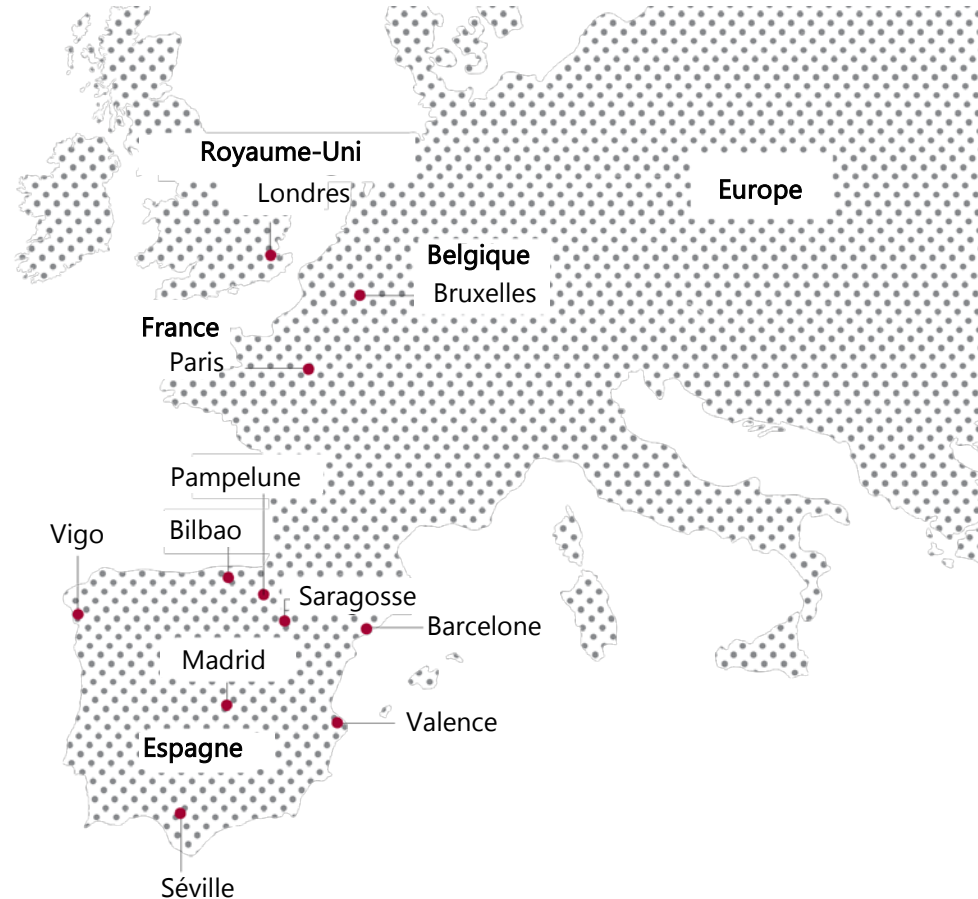 Royaume-Uni
Londres
Europe
Belgique
Bruxelles
France
Paris
Pampelune
Bilbao
Vigo
Saragosse
Barcelone
Madrid
Valence
Espagne
Séville